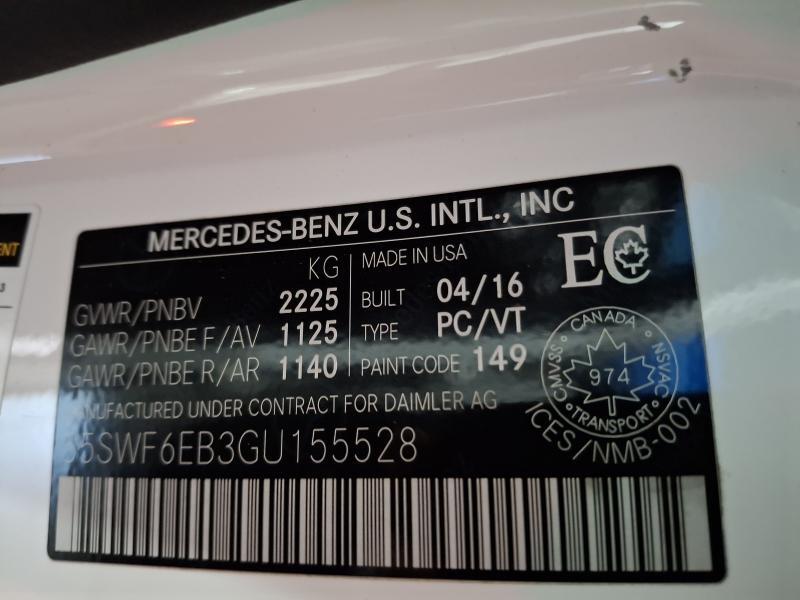 MERCEDES-BENZ U.S. INTL., INC
KG
GVWR/PNBV 2225
GAWR/PNBE F/AV 1125
GAWR/PNBE R/AR 1140
MADE IN USA
BUILT 04/16
TYPE PC/VT
PAINT CODE 149
EC
CANADA
CMVSS 974 NSVAC
TRANSPORT
ICES/NMB-002
MANUFACTURED UNDER CONTRACT FOR DAIMLER AG
55SWF6EB3GU155528
ENT
3